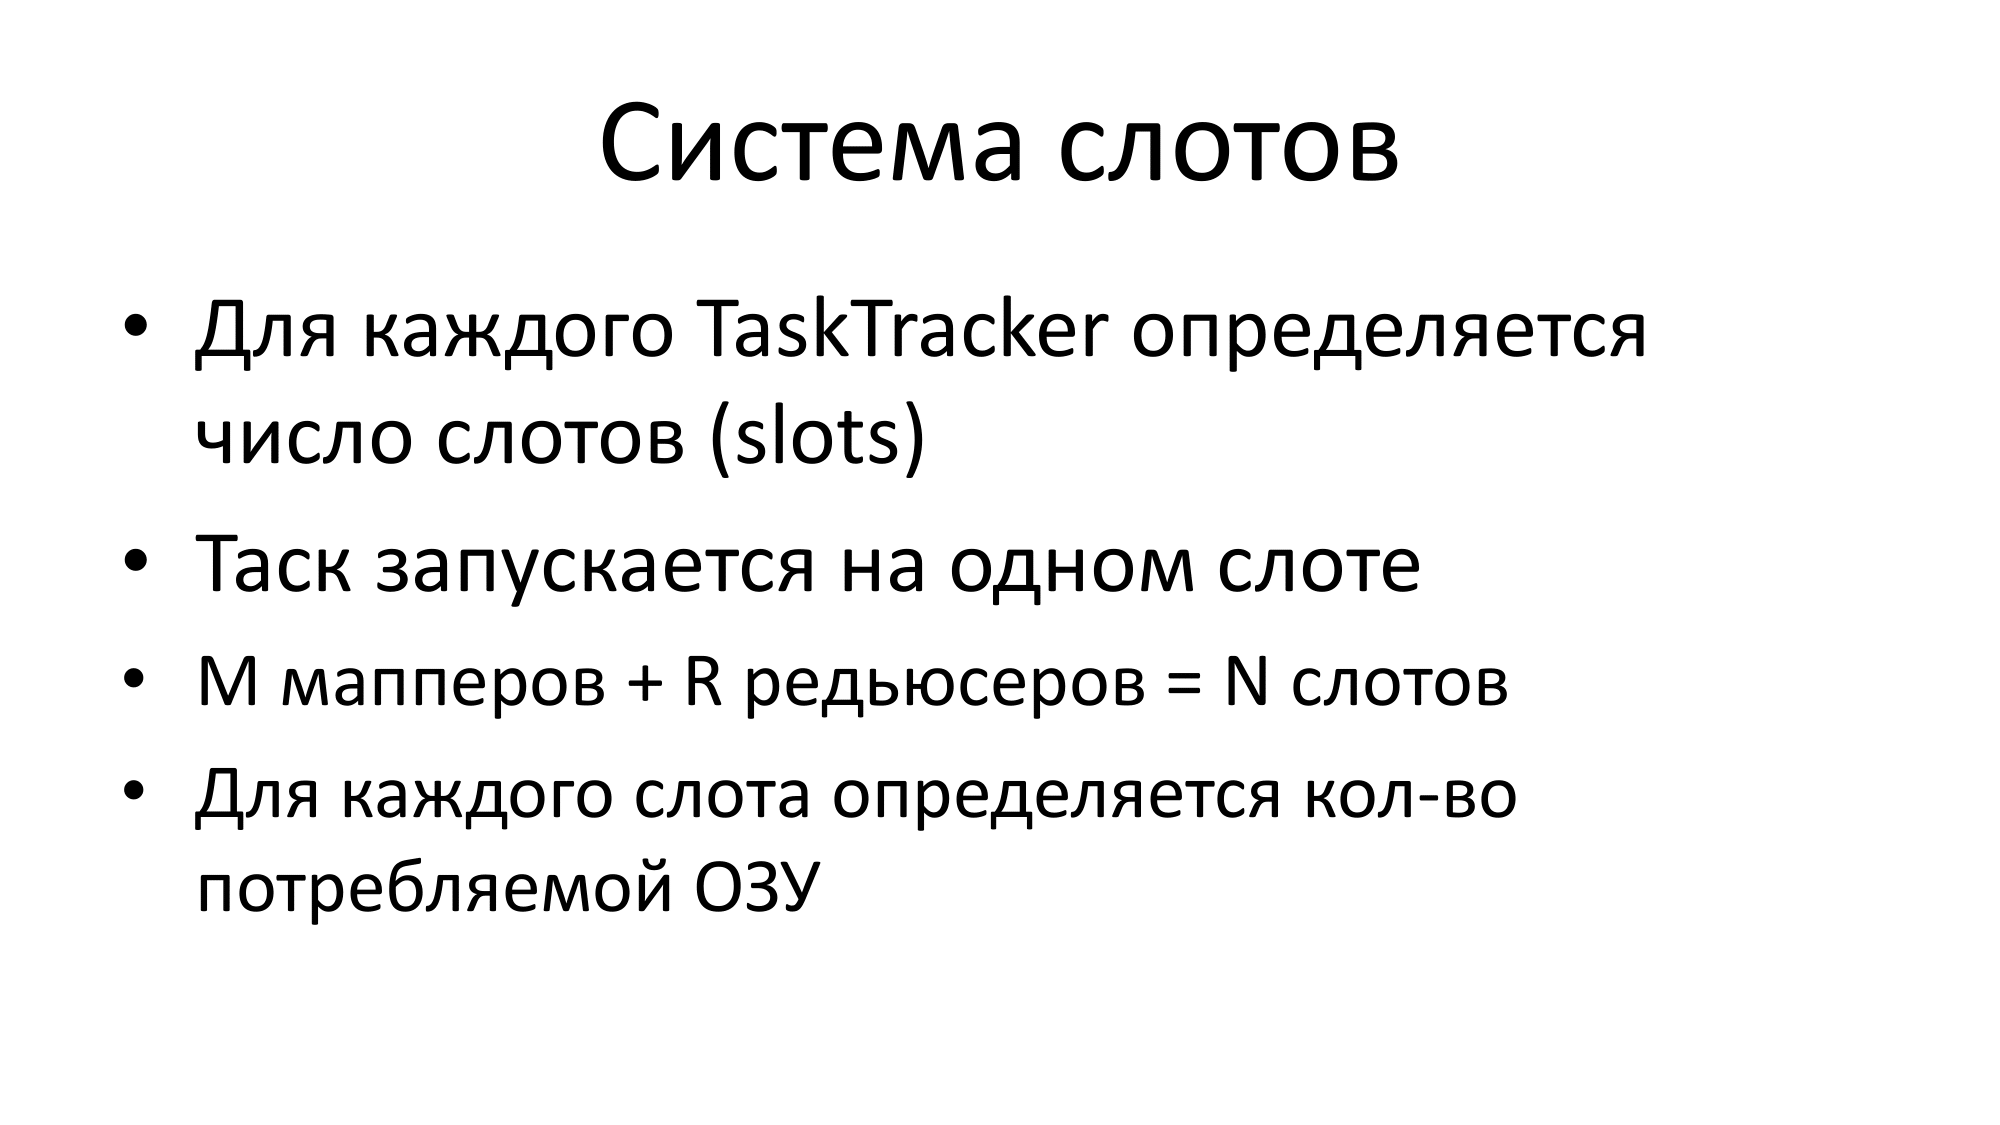 Система слотов
• Для каждого TaskTracker определяется
число слотов (slots)
• Таск запускается на одном слоте
• M мапперов + R редьюсеров = N слотов
• Для каждого слота определяется кол-во
потребляемой ОЗУ